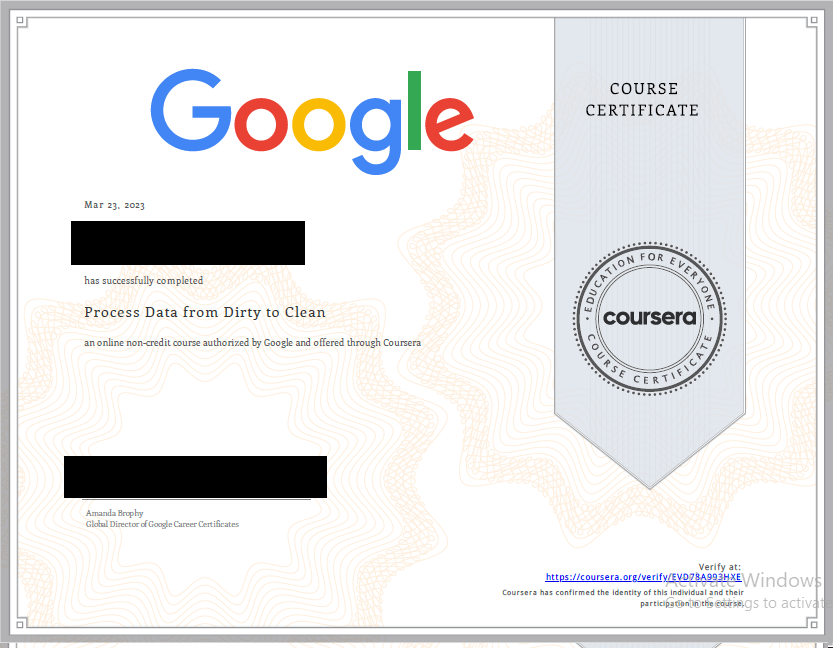 Google
COURSE
CERTIFICATE
Mar 23, 2023
has successfully completed
Process Data from Dirty to Clean
an online non-credit course authorized by Google and offered through Coursera
EDUCATION FOR EVERYONE
coursera
COURSE CERTIFICATE
Amanda Brophy
Global Director of Google Career Certificates
Verify at:
https://coursera.org/verify/EVD78A993HXE
Coursera has confirmed the identity of this individual and their
participation in the course.
Activate Windows
Go to Settings to activate